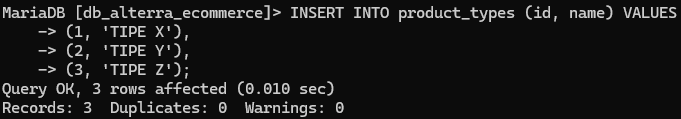 MariaDB [db_alterra_ecommerce]> INSERT INTO product_types (id, name) VALUES
    -> (1, 'TIPE X'),
    -> (2, 'TIPE Y'),
    -> (3, 'TIPE Z');
Query OK, 3 rows affected (0.010 sec)
Records: 3  Duplicates: 0  Warnings: 0